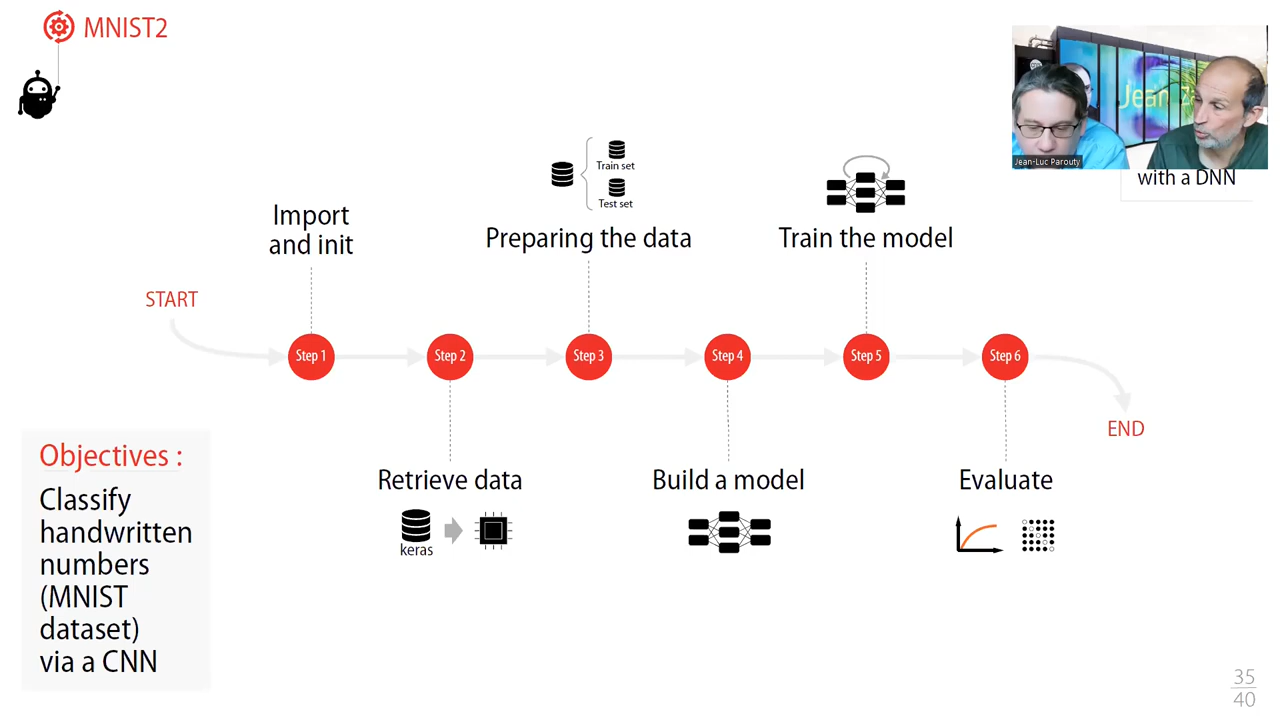 MNIST2
Jean Za
Jean-Luc Parouty
with a DNN
Train set
Test set
Import
and init
Preparing the data
Train the model
START
Step 1
Step 2
Step 3
Step 4
Step 5
Step 6
END
Objectives :
Classify
handwritten
numbers
(MNIST
dataset)
via a CNN
Retrieve data
keras
Build a model
Evaluate
35
40